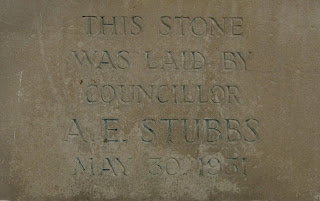 THIS STONE
WAS LAID BY
COUNCILLOR
A. E. STUBBS
MAY 30, 1931